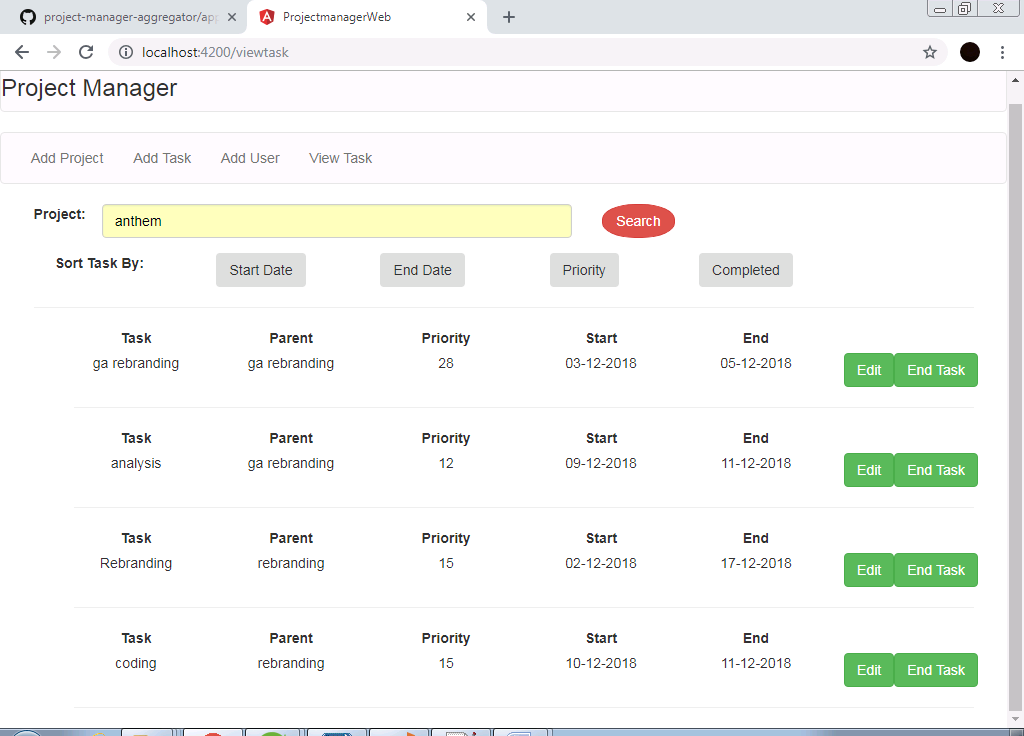 project-manager-aggregator/app
ProjectmanagerWeb
localhost:4200/viewtask
Project Manager
Add Project Add Task Add User View Task
Project: anthem Search
Sort Task By: Start Date End Date Priority Completed
Task Parent Priority Start End
ga rebranding ga rebranding 28 03-12-2018 05-12-2018 Edit End Task
Task Parent Priority Start End
analysis ga rebranding 12 09-12-2018 11-12-2018 Edit End Task
Task Parent Priority Start End
Rebranding rebranding 15 02-12-2018 17-12-2018 Edit End Task
Task Parent Priority Start End
coding rebranding 15 10-12-2018 11-12-2018 Edit End Task